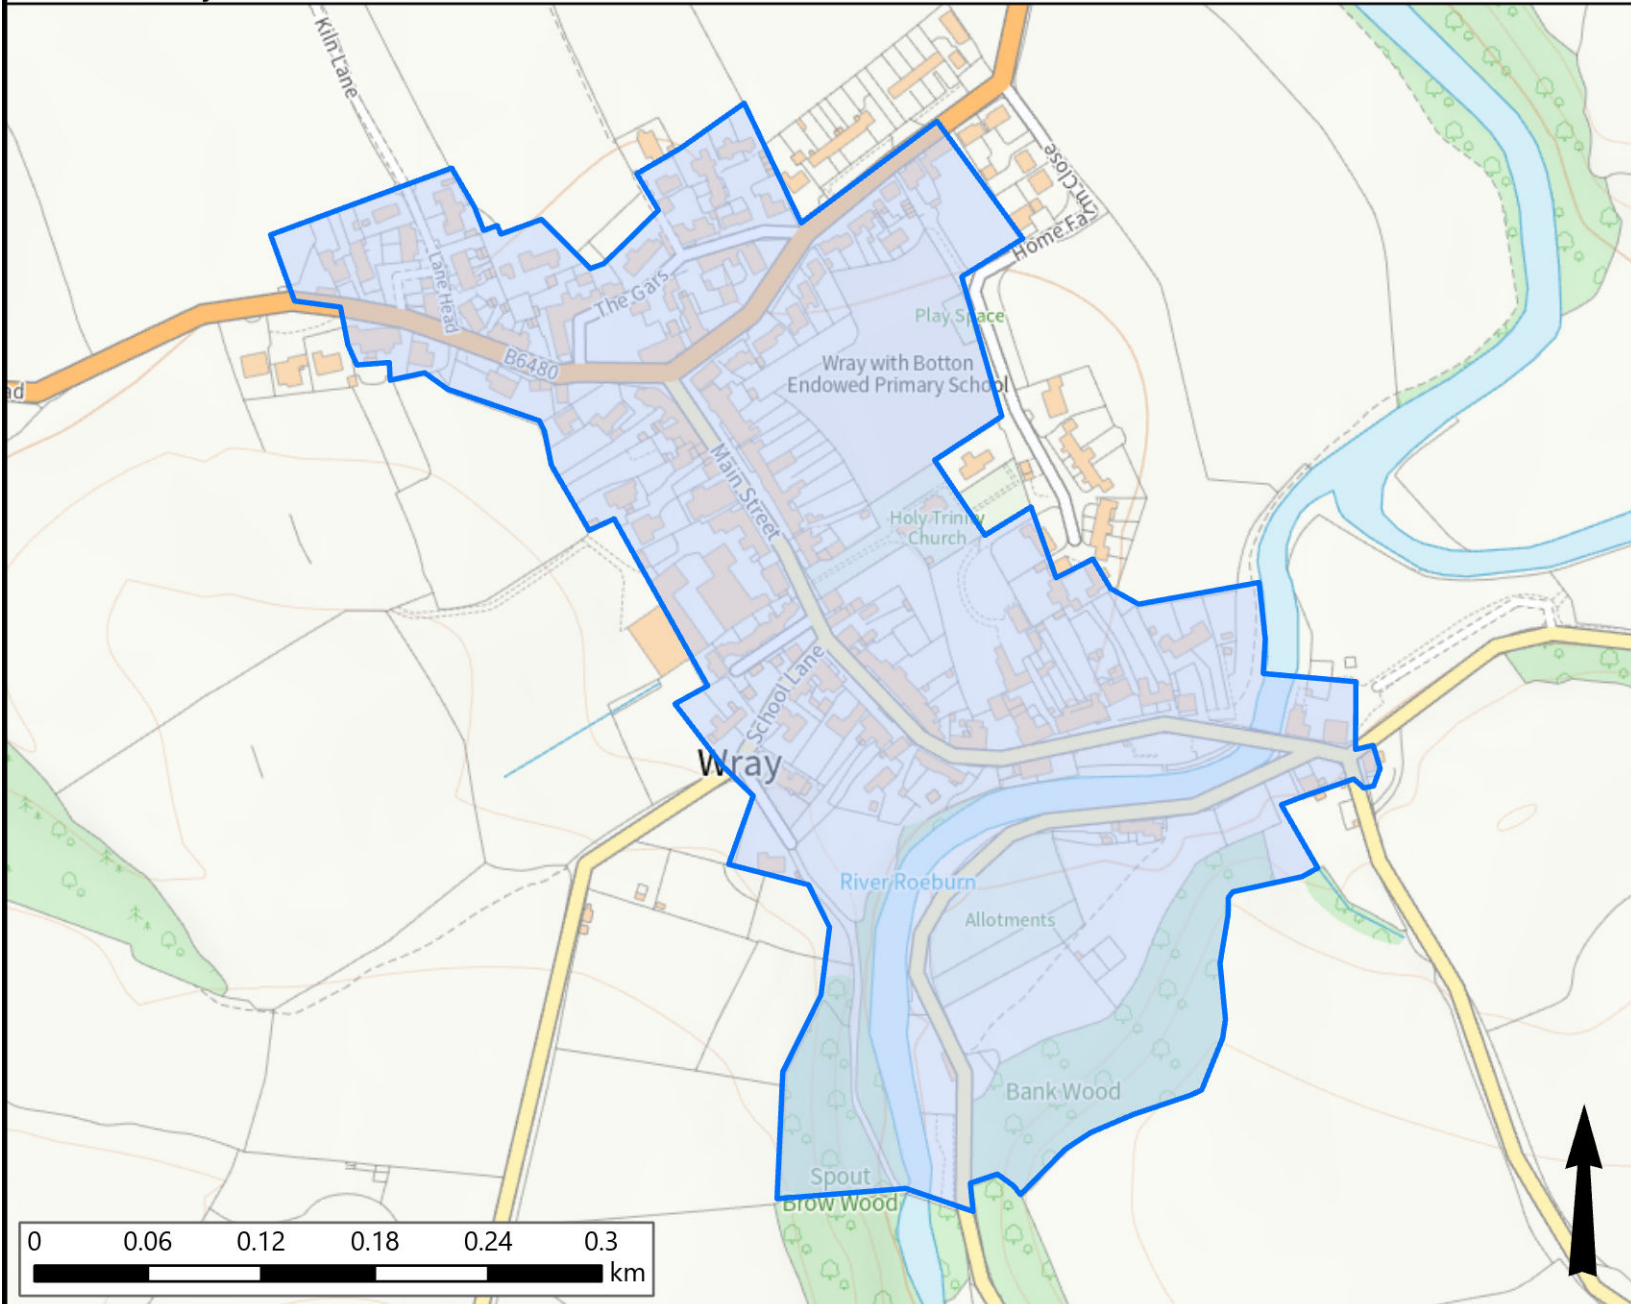 Kiln Lane
Lane Head
The Gars
B6480
Home Fa
m Close
Play Space
Wray with Botton
Endowed Primary School
Main Street
Holy Trinity
Church
School Lane
Wray
River Roeburn
Allotments
Bank Wood
Spout
Brow Wood
ad
0 0.06 0.12 0.18 0.24 0.3
km